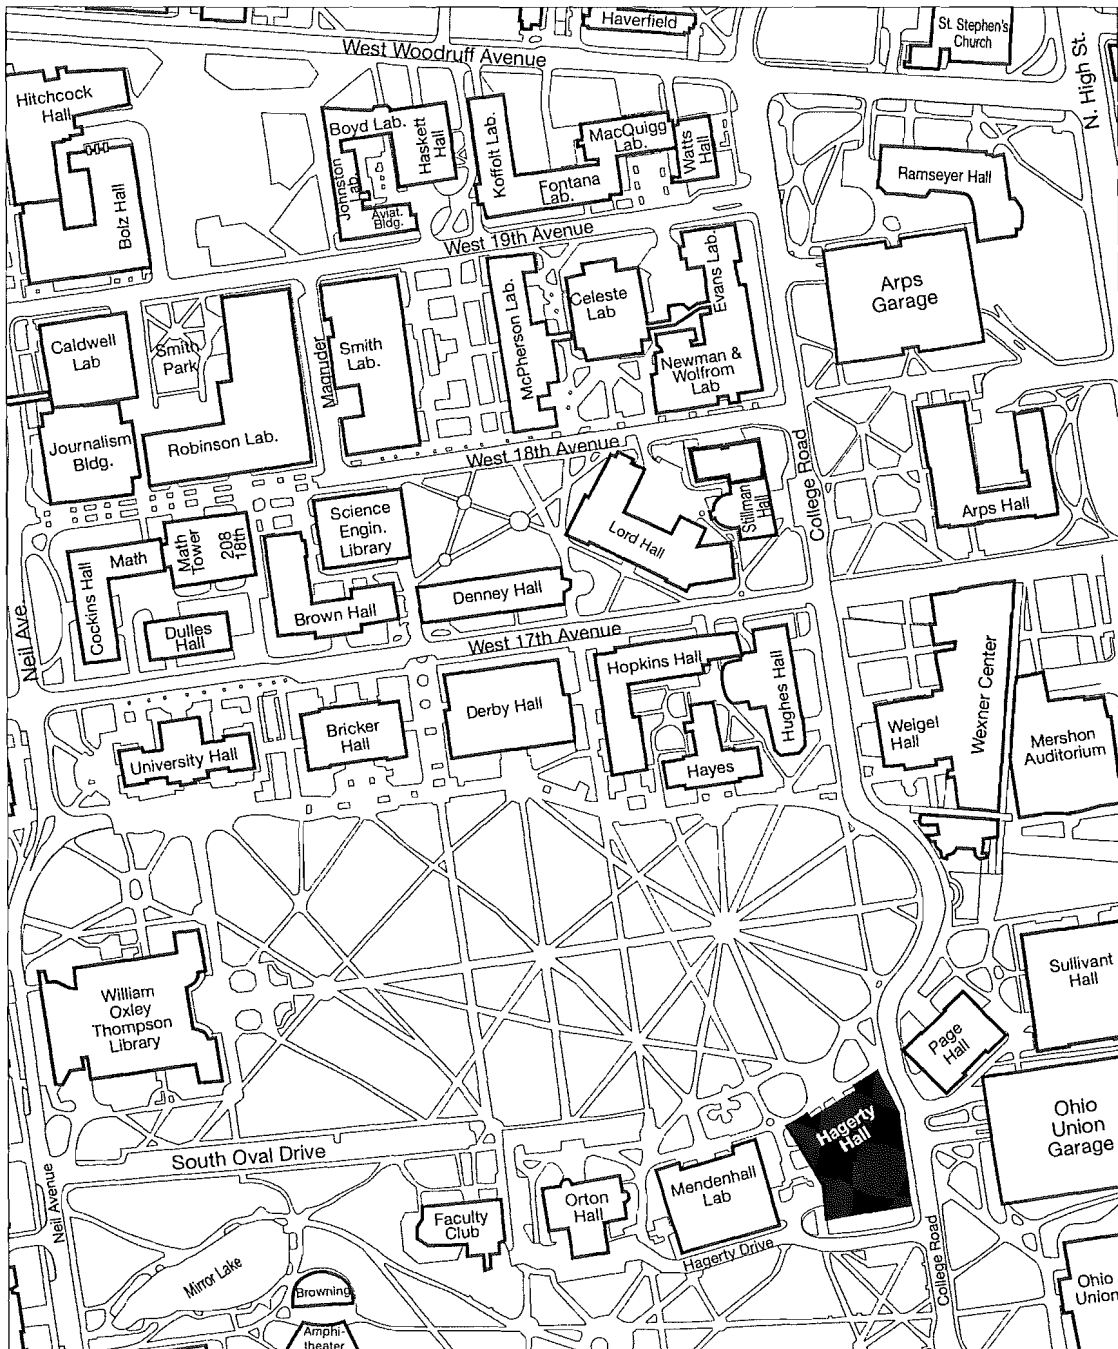 Haverfield
St. Stephen's
Church
West Woodruff Avenue
N. High St.
Hitchcock
Hall
Boyd Lab.
Haskett
Hall
Koffolt Lab.
MacQuigg
Lab.
Watts
Hall
Ramseyer Hall
Bolz Hall
Johnston
Lab.
Aviat.
Bldg.
Fontana
Lab.
West 19th Avenue
Evans Lab.
McPherson Lab.
Celeste
Lab
Arps
Garage
Caldwell
Lab
Smith
Park
Magruder
Smith
Lab.
Newman &
Wolfrom
Lab
Journalism
Bldg.
Robinson Lab.
West 18th Avenue
College Road
Stillman
Hall
Arps Hall
Science
Engin.
Library
Lord Hall
Math
Math
Tower
208
18th
Cockins Hall
Denney Hall
Brown Hall
Dulles
Hall
Neil Ave.
West 17th Avenue
Hopkins Hall
Hughes Hall
Wexner Center
Derby Hall
Bricker
Hall
University Hall
Hayes
Weigel
Hall
Mershon
Auditorium
Sullivant
Hall
William
Oxley
Thompson
Library
Page
Hall
Hagerty
Hall
Ohio
Union
Garage
South Oval Drive
Neil Avenue
Mendenhall
Lab
Orton
Hall
Faculty
Club
Hagerty Drive
College Road
Mirror Lake
Browning
Amphi-
theater
Ohio
Union